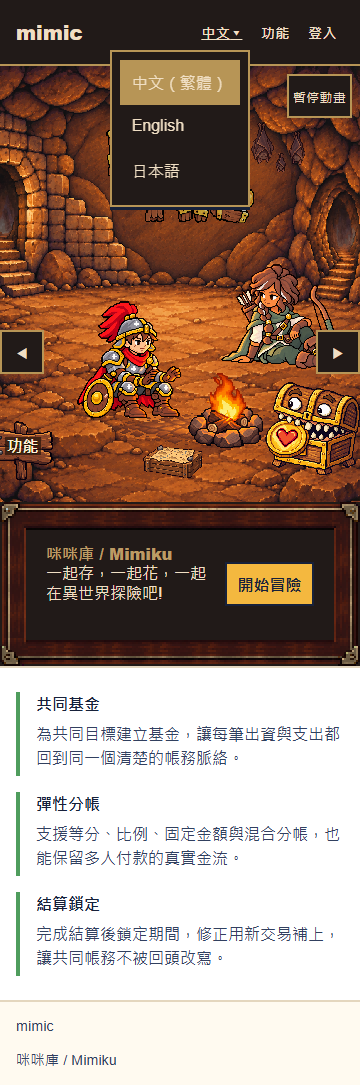 mimic
中文▼ 功能 登入
中文（繁體）
English
日本語
暫停動畫
◀
▶
功能
咪咪庫 / Mimiku
一起存，一起花，一起
在異世界探險吧!
開始冒險
共同基金
為共同目標建立基金，讓每筆出資與支出都
回到同一個清楚的帳務脈絡。
彈性分帳
支援等分、比例、固定金額與混合分帳，也
能保留多人付款的真實金流。
結算鎖定
完成結算後鎖定期間，修正用新交易補上，
讓共同帳務不被回頭改寫。
mimic
咪咪庫 / Mimiku